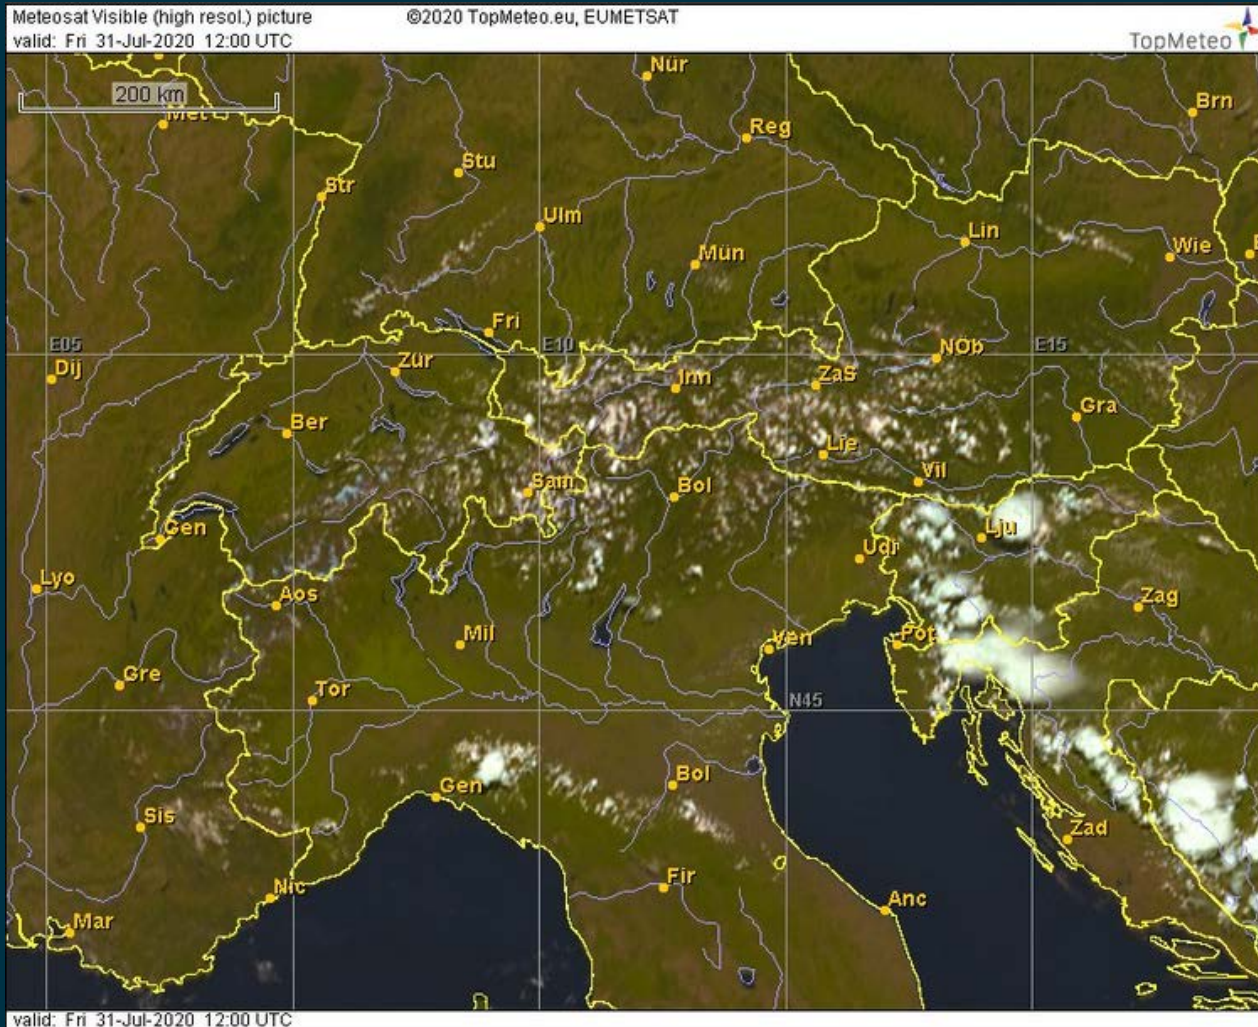 Meteosat Visible (high resol.) picture ©2020 TopMeteo.eu, EUMETSAT
valid: Fri 31-Jul-2020 12:00 UTC
TopMeteo
200 km
Nür
Met
Brn
Reg
Stu
Str
Ulm
Lin
Mün
Wie
Fri
E05 E10 E15
Dij
Zür
NOb
Inn
ZaS
Ber
Gra
Lie
Sam
Bol
Vil
Gen
Lju
Udi
Lyo
Aos
Zag
Mil
Ven
Pot
Gre
Tor
N45
Gen
Bol
Sis
Zad
Fir
Nic
Anc
Mar
valid: Fri 31-Jul-2020 12:00 UTC